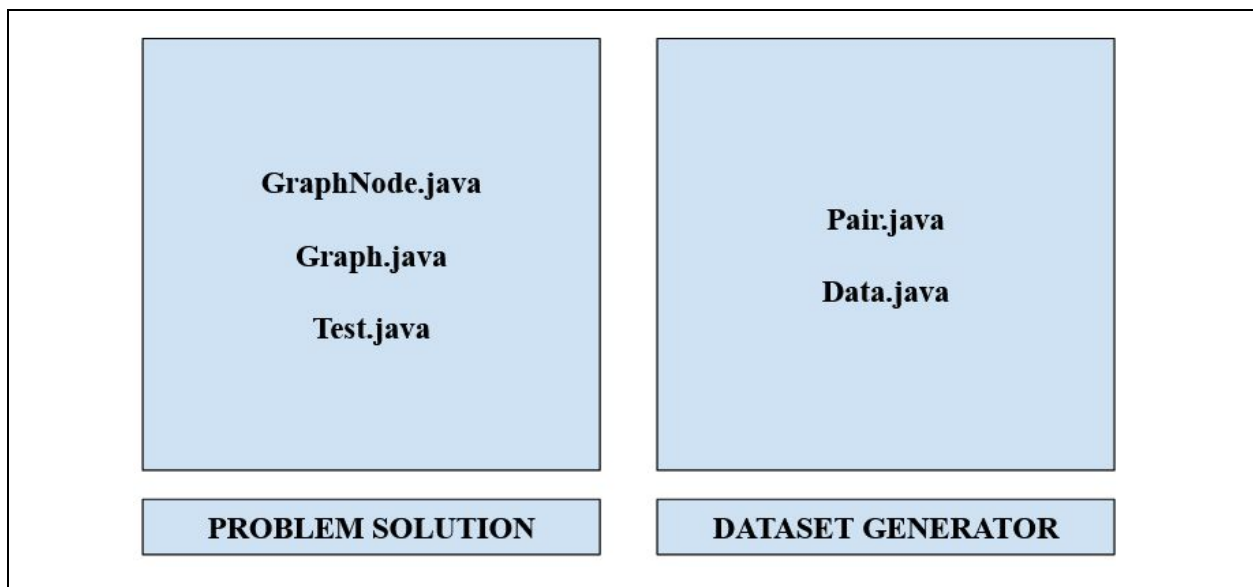 GraphNode.java
Graph.java
Test.java
PROBLEM SOLUTION
Pair.java
Data.java
DATASET GENERATOR